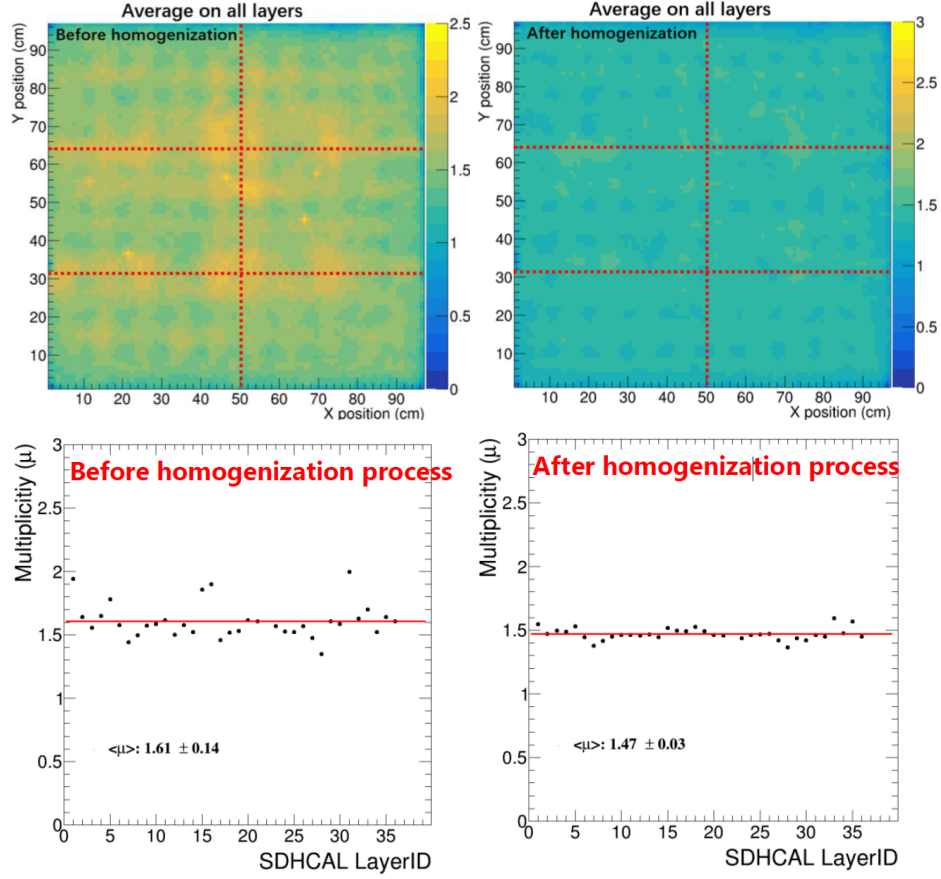 Average on all layers
Before homogenization
Y position (cm)
90
80
70
60
50
40
30
20
10
10 20 30 40 50 60 70 80 90
X position (cm)
2.5
2
1.5
1
0.5
0
Average on all layers
After homogenization
Y position (cm)
90
80
70
60
50
40
30
20
10
10 20 30 40 50 60 70 80 90
X position (cm)
3
2.5
2
1.5
1
0.5
0
Before homogenization process
Multiplicitiy (μ)
3
2.5
2
1.5
1
0.5
0
<μ>: 1.61 ± 0.14
0 5 10 15 20 25 30 35
SDHCAL LayerID
After homogenization process
Multiplicity (μ)
3
2.5
2
1.5
1
0.5
0
<μ>: 1.47 ± 0.03
0 5 10 15 20 25 30 35
SDHCAL LayerID